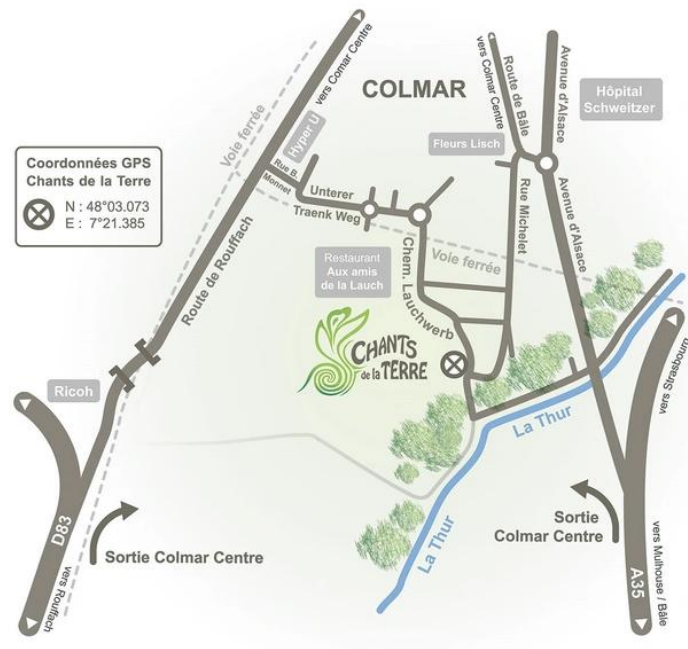 COLMAR
vers Comar Centre
Voie ferrée
Hyper U
Route de Bâle
vers Colmar Centre
Avenue d'Alsace
Hôpital
Schweitzer
Fleurs Lisch
Coordonnées GPS
Chants de la Terre
N : 48°03.073
E : 7°21.385
Rue B.
Monnet
Unterer
Traenk Weg
Route de Rouffach
Rue Michelet
Avenue d'Alsace
Restaurant
Aux amis
de la Lauch
Chem. Lauchwerb
Voie ferrée
CHANTS
de la TERRE
Ricoh
La Thur
vers Strasbourn
D83
vers Rouffach
Sortie Colmar Centre
La Thur
Sortie
Colmar Centre
A35
vers Mulhouse / Bâle